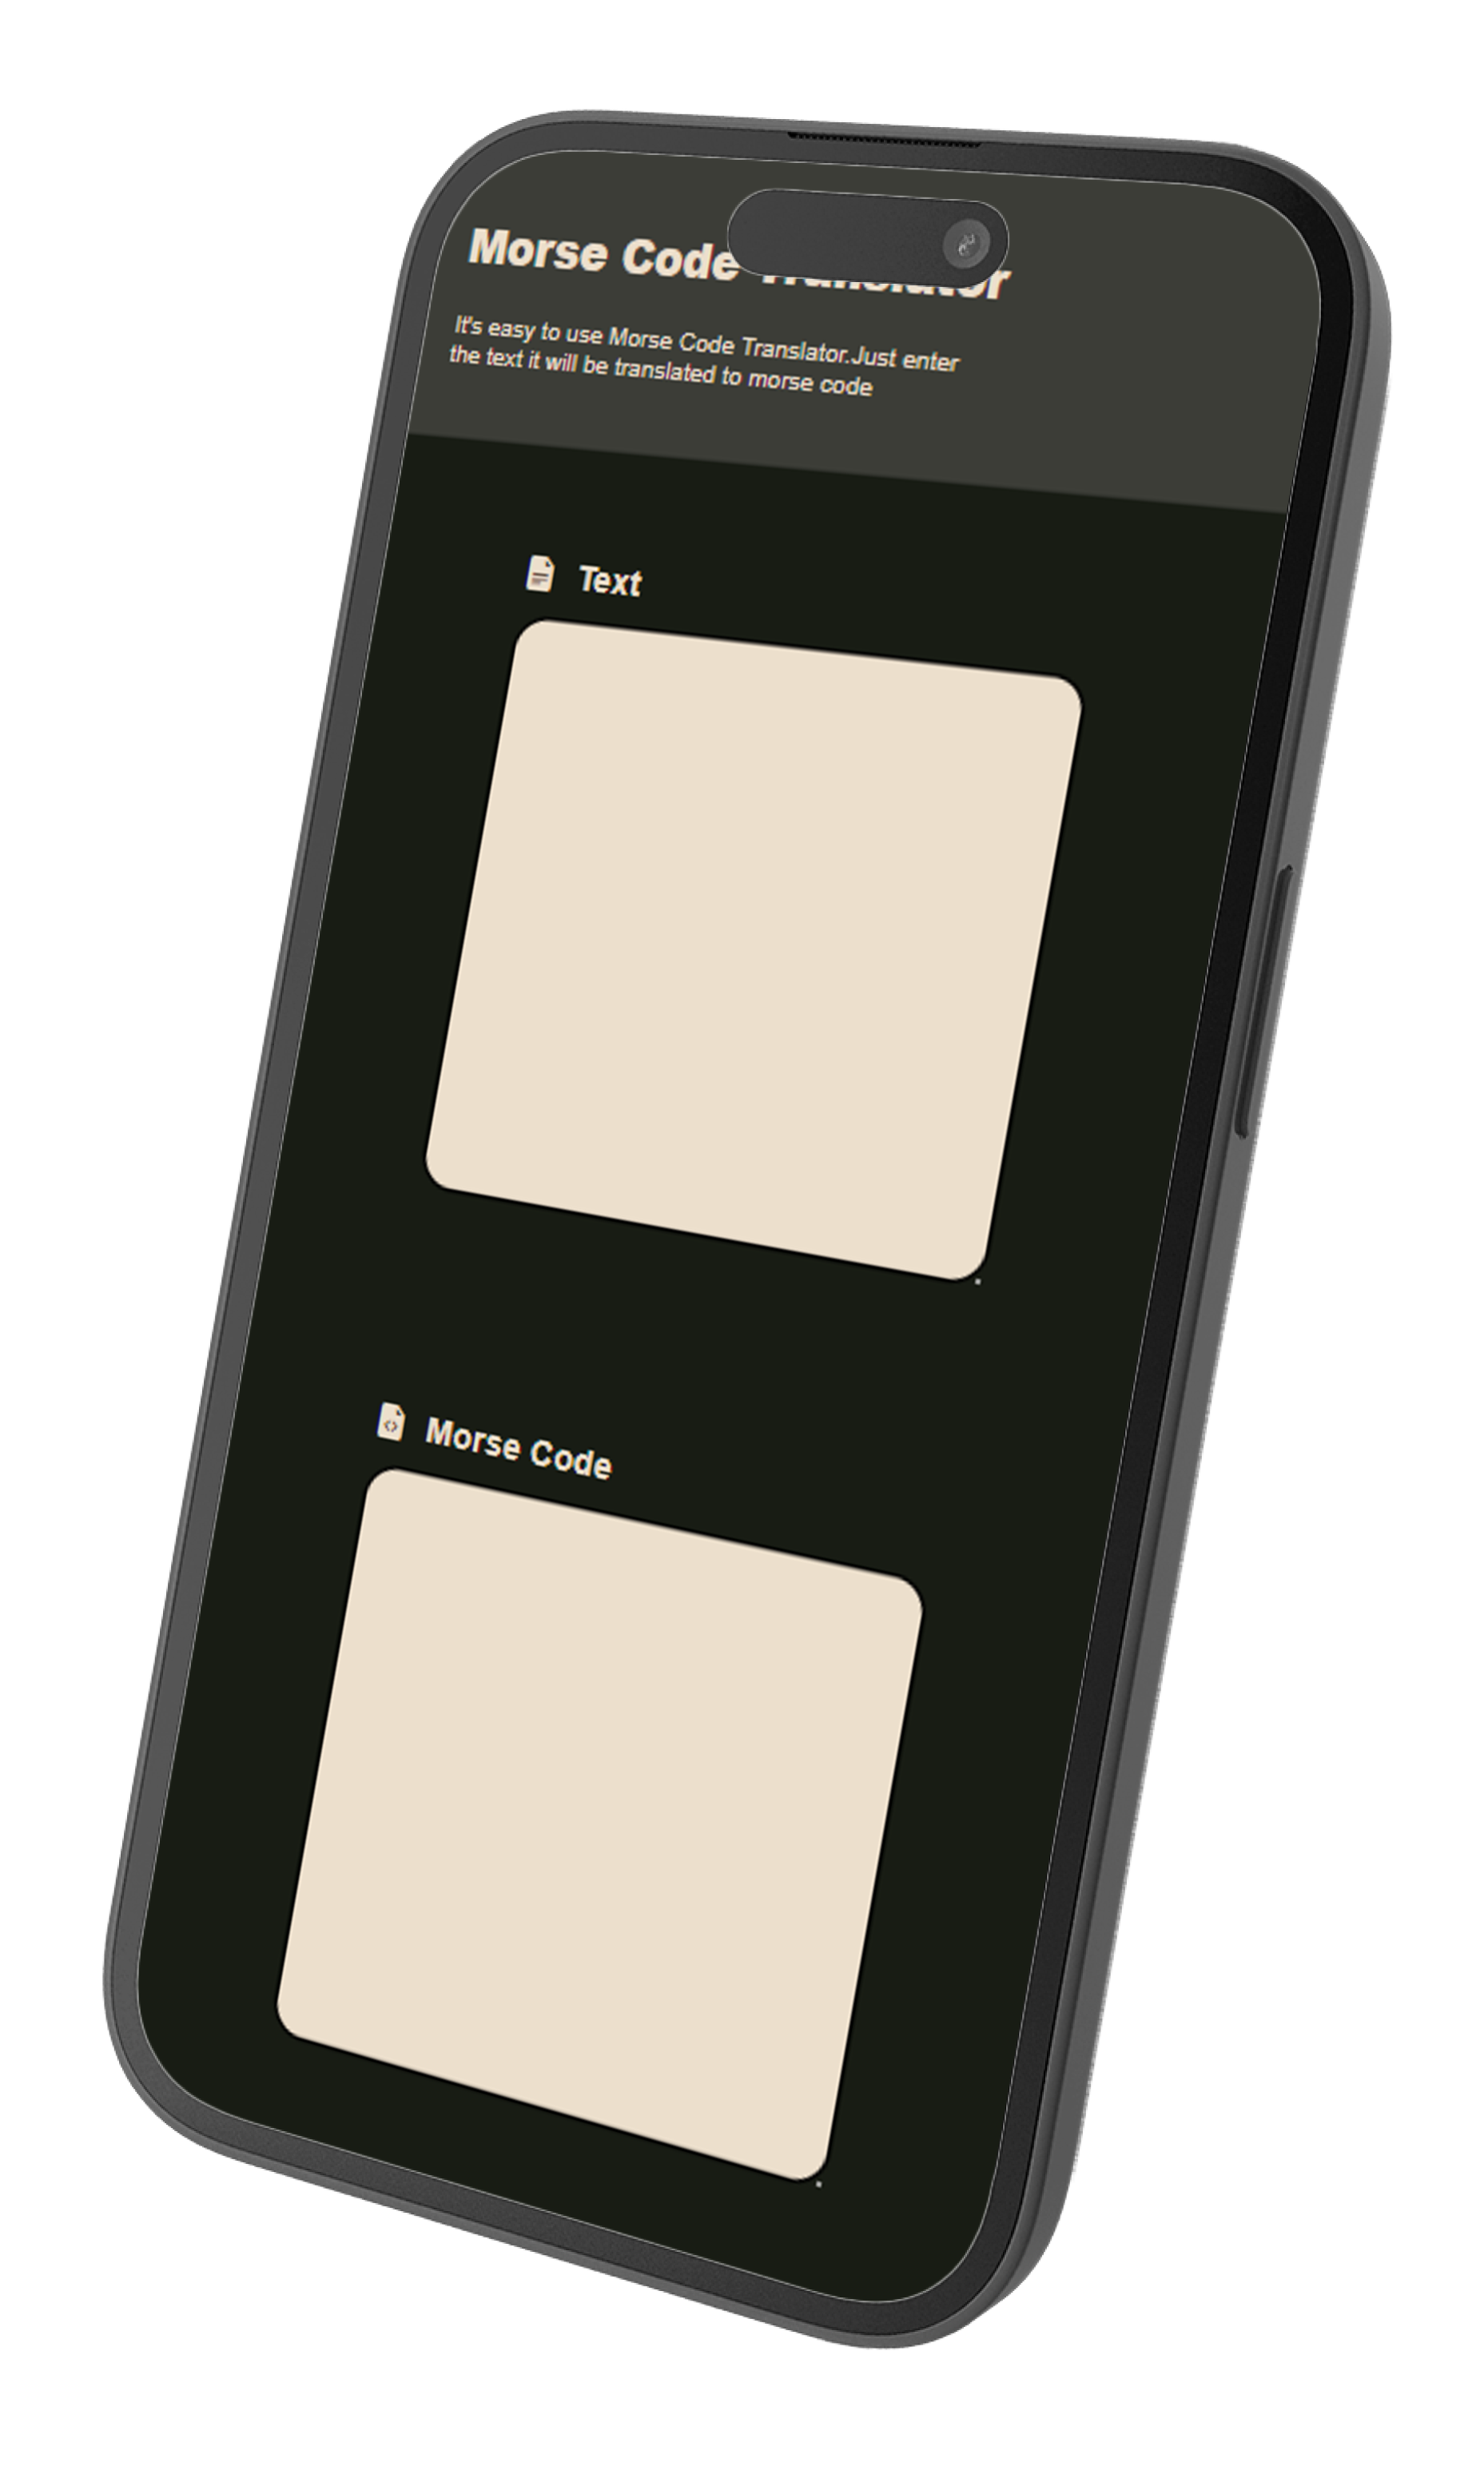 Morse Code Translator
It's easy to use Morse Code Translator.Just enter
the text it will be translated to morse code
Text
Morse Code